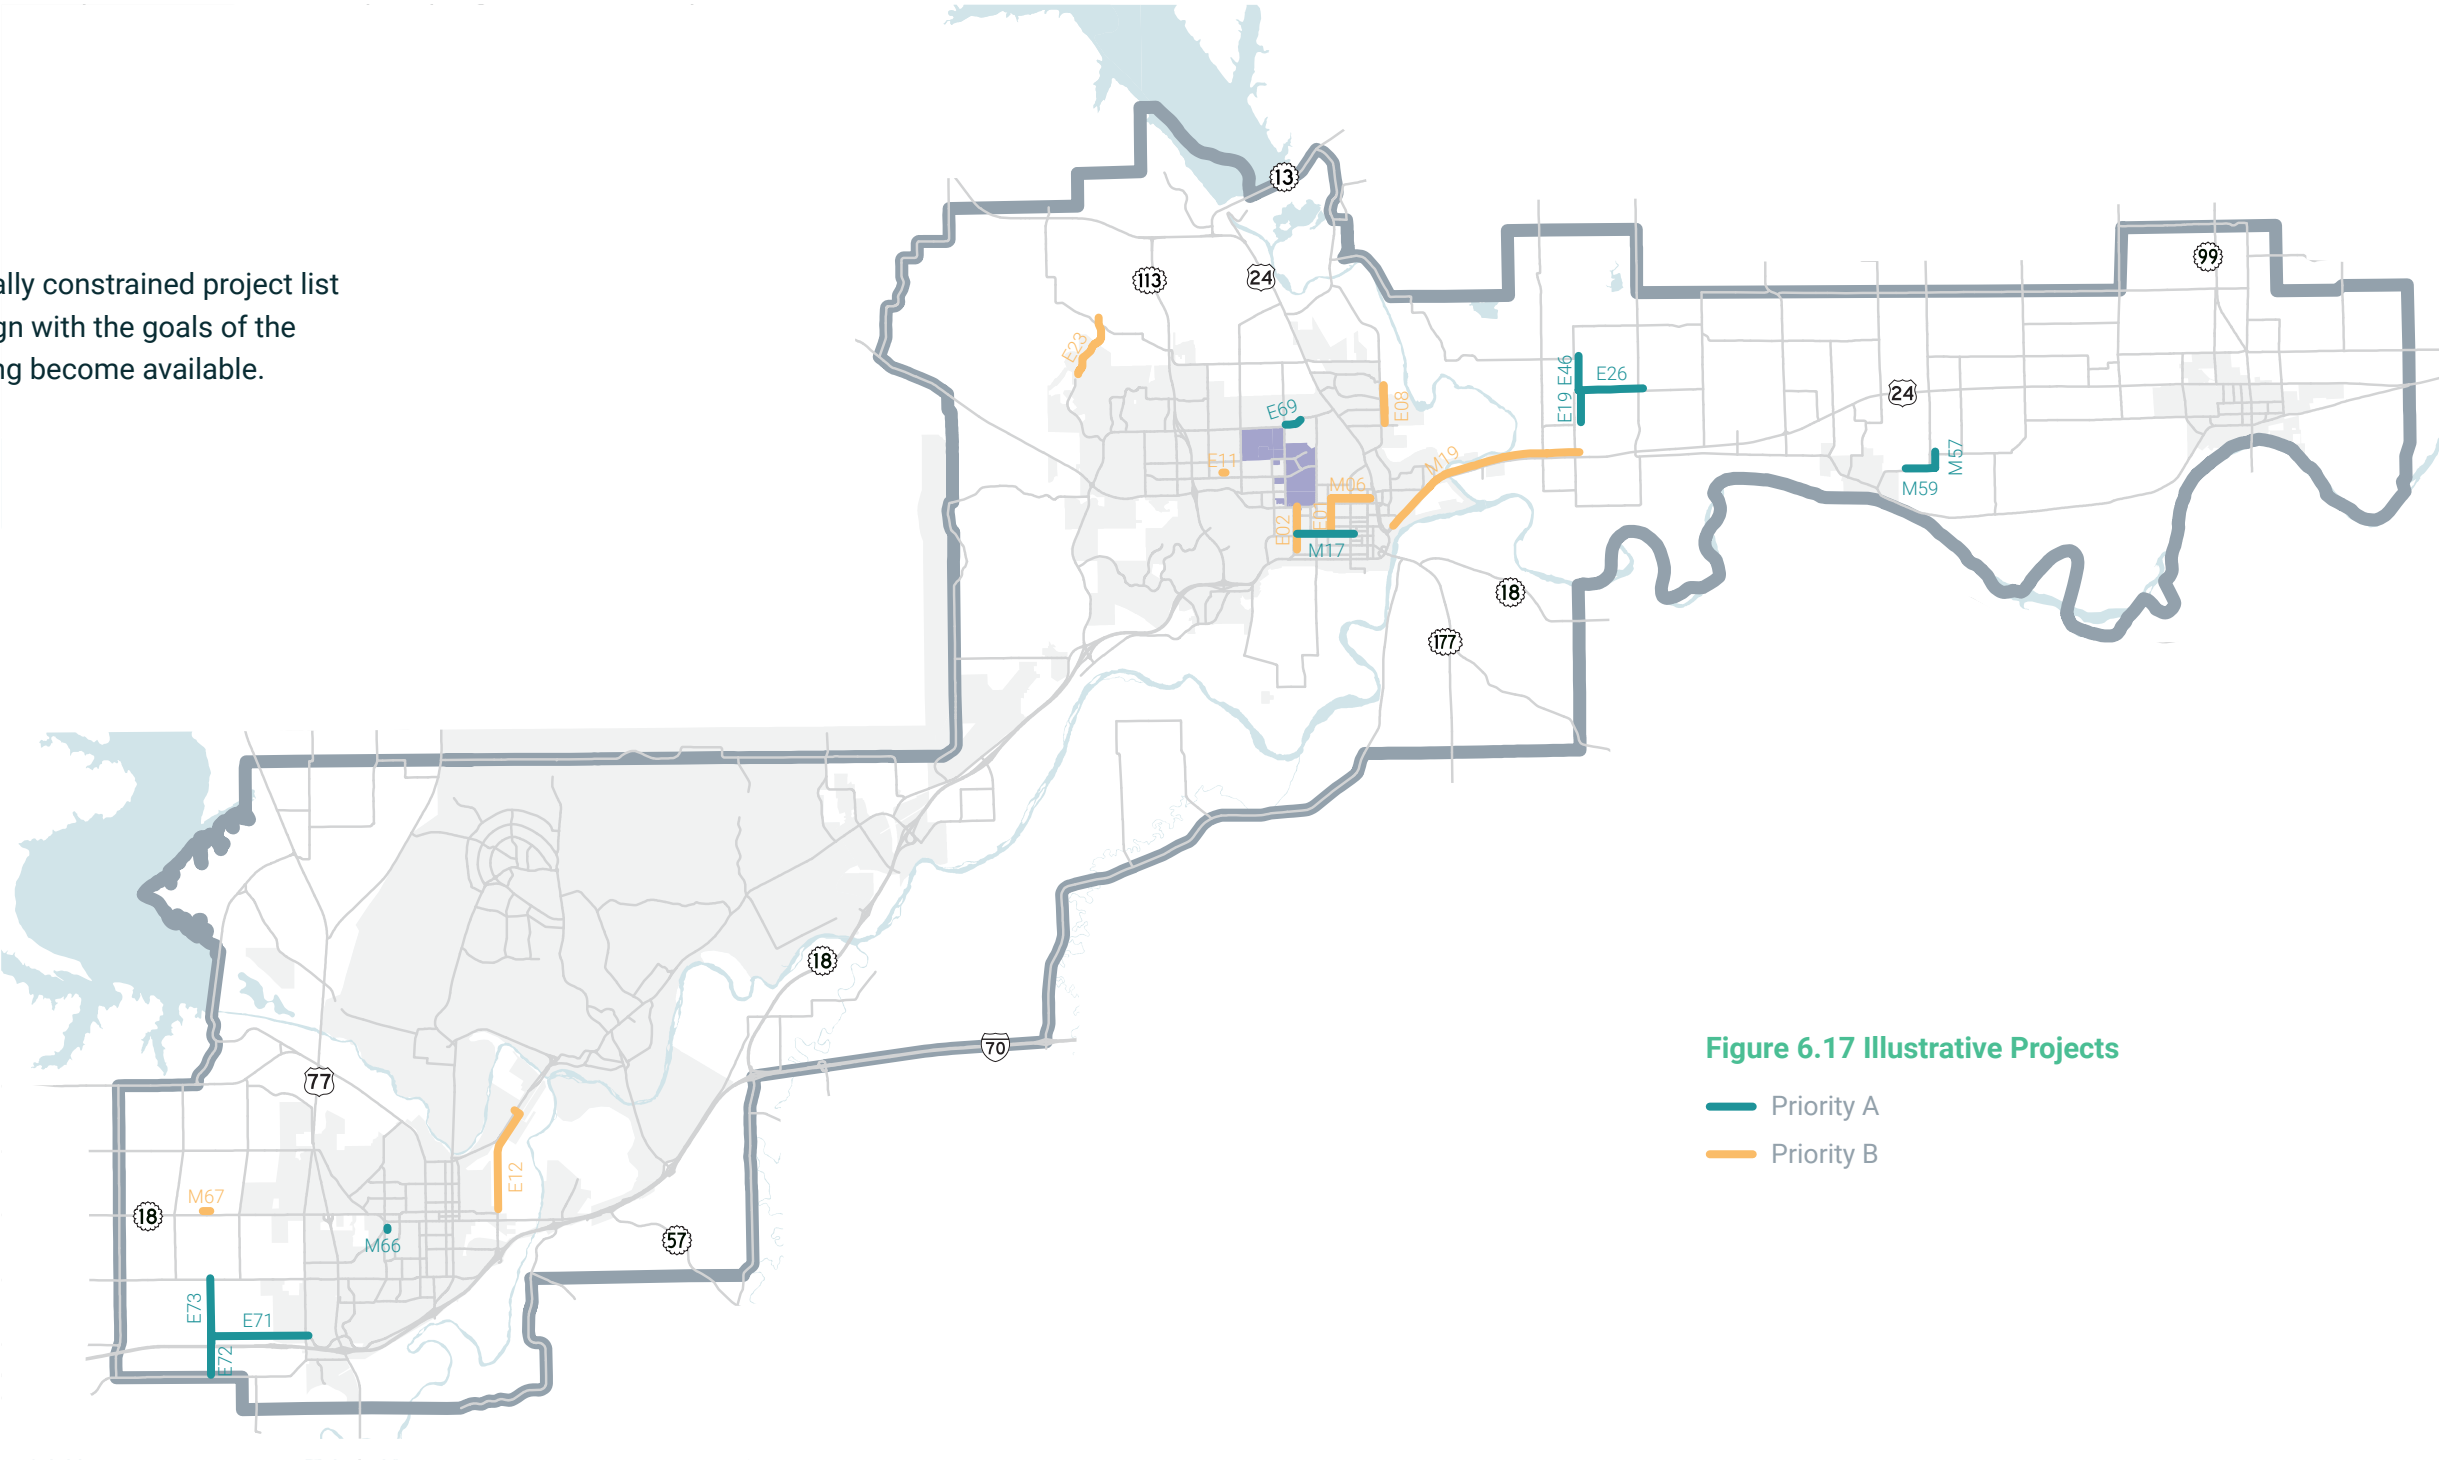 ally constrained project list
gn with the goals of the
ng become available.
13
99
113
24
E23
E46
E26
E19
24
E69
E08
E11
M19
M57
M59
M06
E02
M17
18
177
18
70
77
E12
M67
18
M66
57
E73
E71
E72
Figure 6.17 Illustrative Projects
Priority A
Priority B